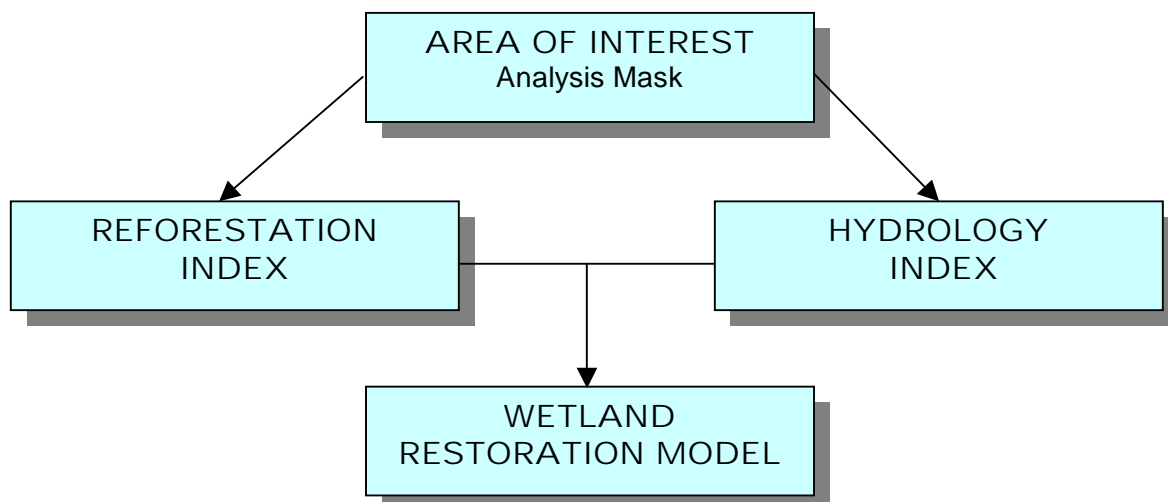 AREA OF INTEREST
Analysis Mask
REFORESTATION
INDEX
HYDROLOGY
INDEX
WETLAND
RESTORATION MODEL